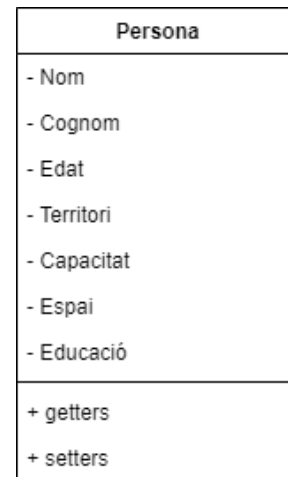 Persona
- Nom
- Cognom
- Edat
- Territori
- Capacitat
- Espai
- Educació
+ getters
+ setters